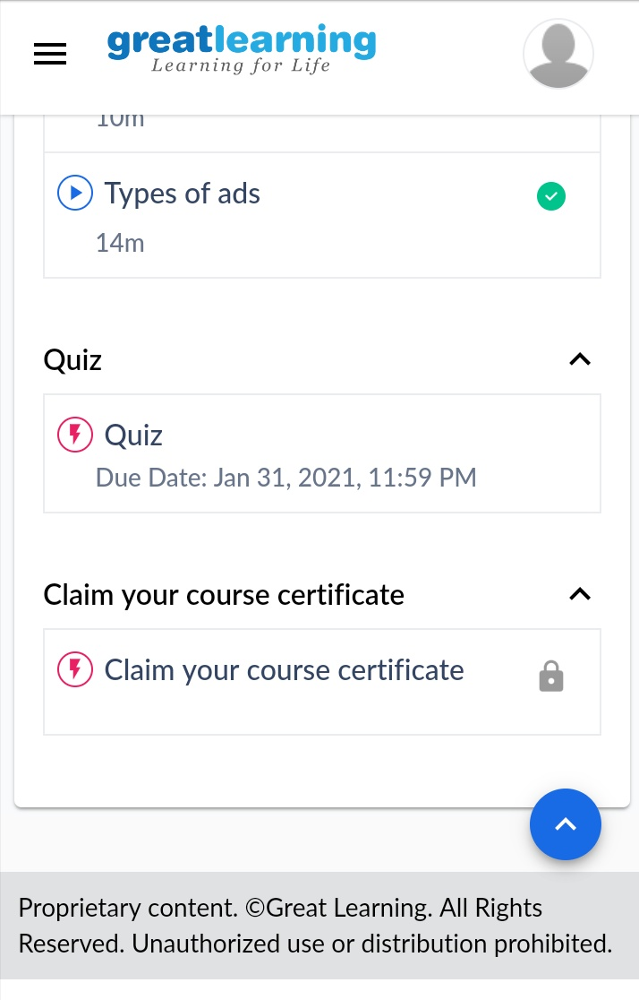 greatlearning
Learning for Life
10m
Types of ads
14m
Quiz
Quiz
Due Date: Jan 31, 2021, 11:59 PM
Claim your course certificate
Claim your course certificate
Proprietary content. ©Great Learning. All Rights
Reserved. Unauthorized use or distribution prohibited.